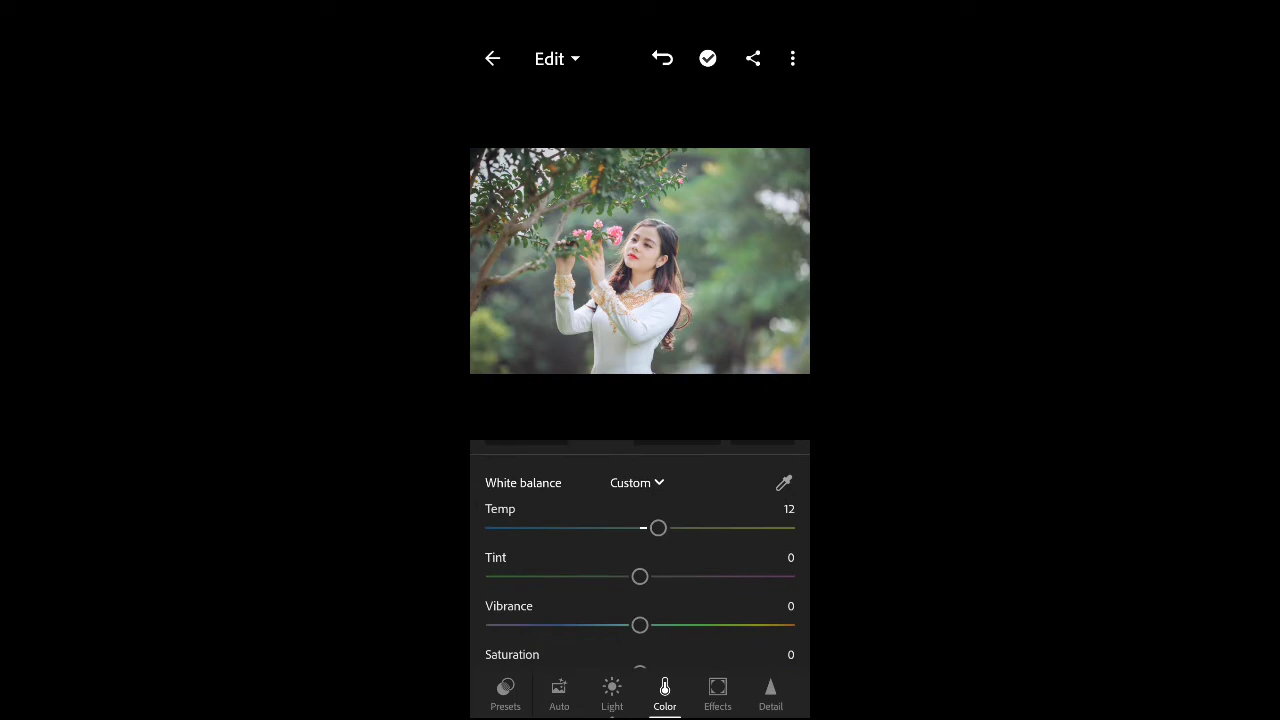 Edit
White balance Custom
Temp 12
Tint 0
Vibrance 0
Saturation 0
Presets Auto Light Color Effects Detail